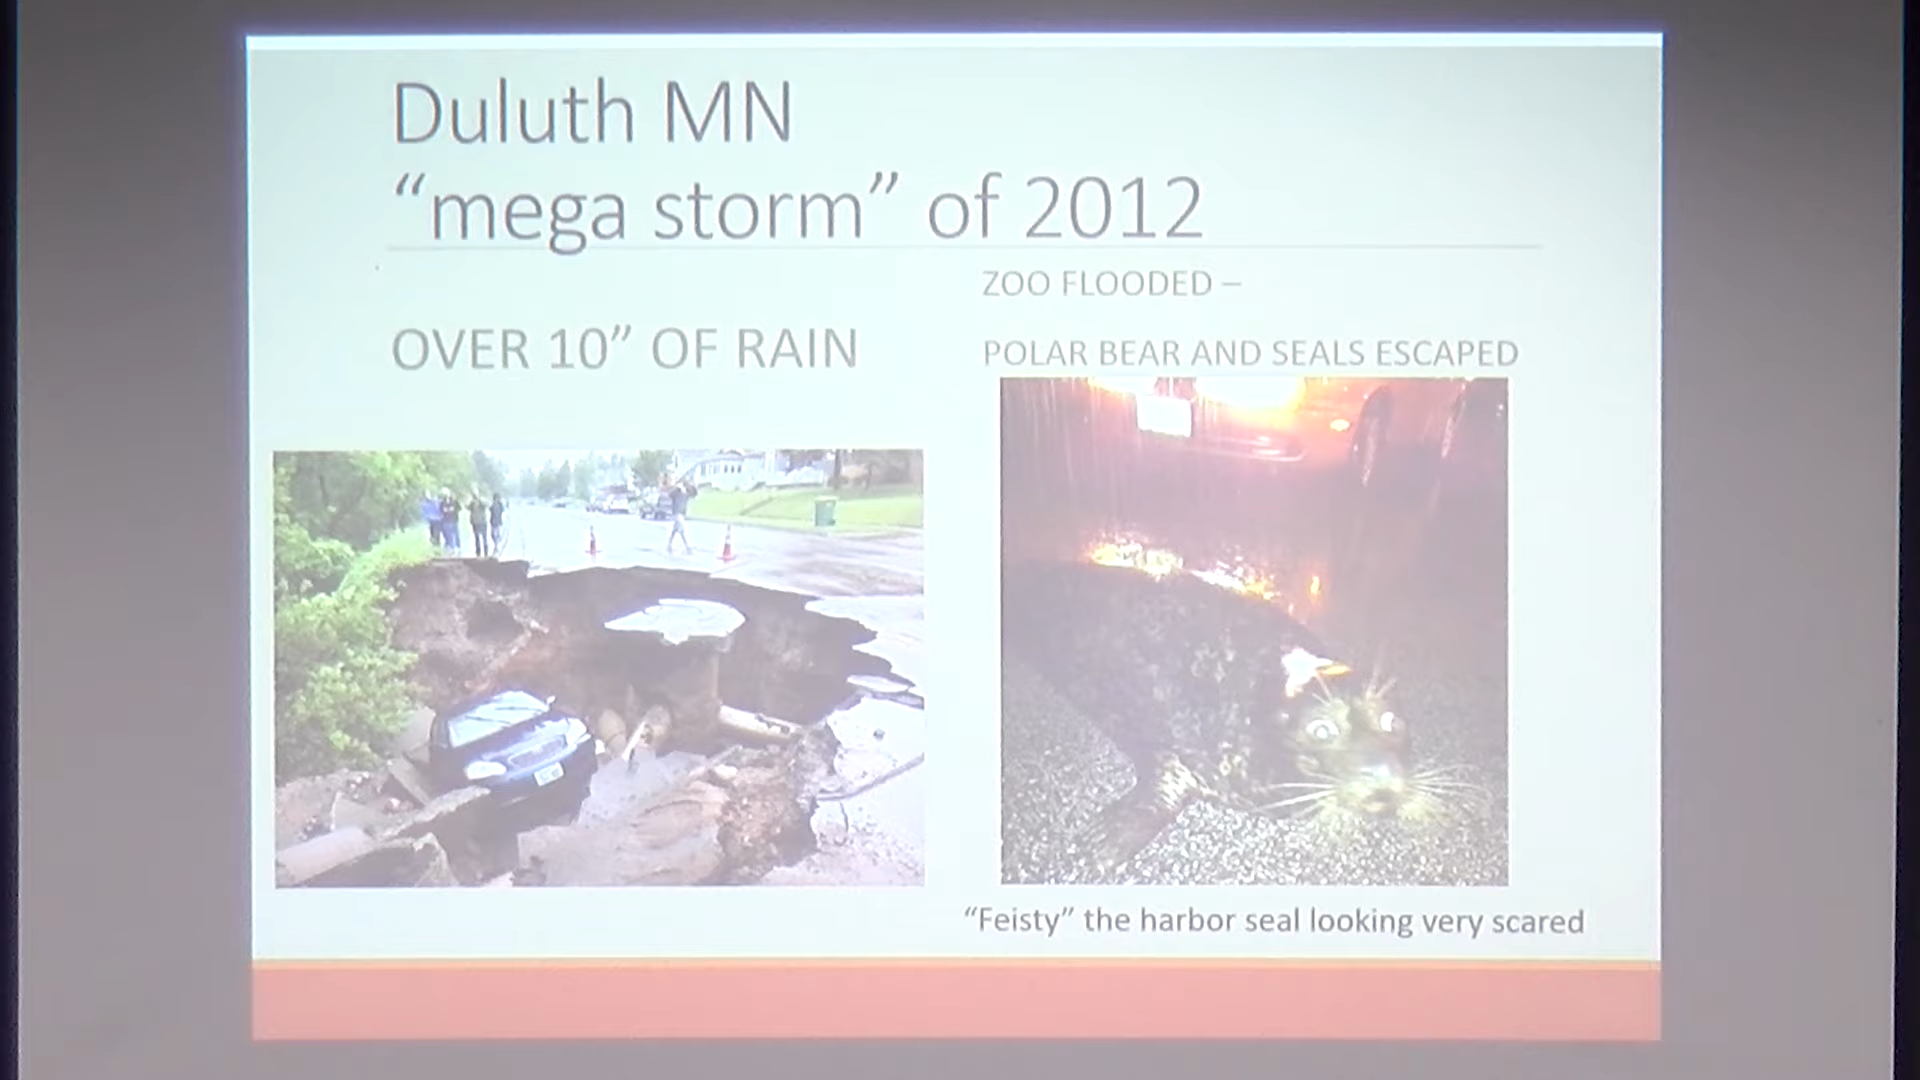 Duluth MN
“mega storm” of 2012
OVER 10” OF RAIN
ZOO FLOODED –
POLAR BEAR AND SEALS ESCAPED
“Feisty” the harbor seal looking very scared